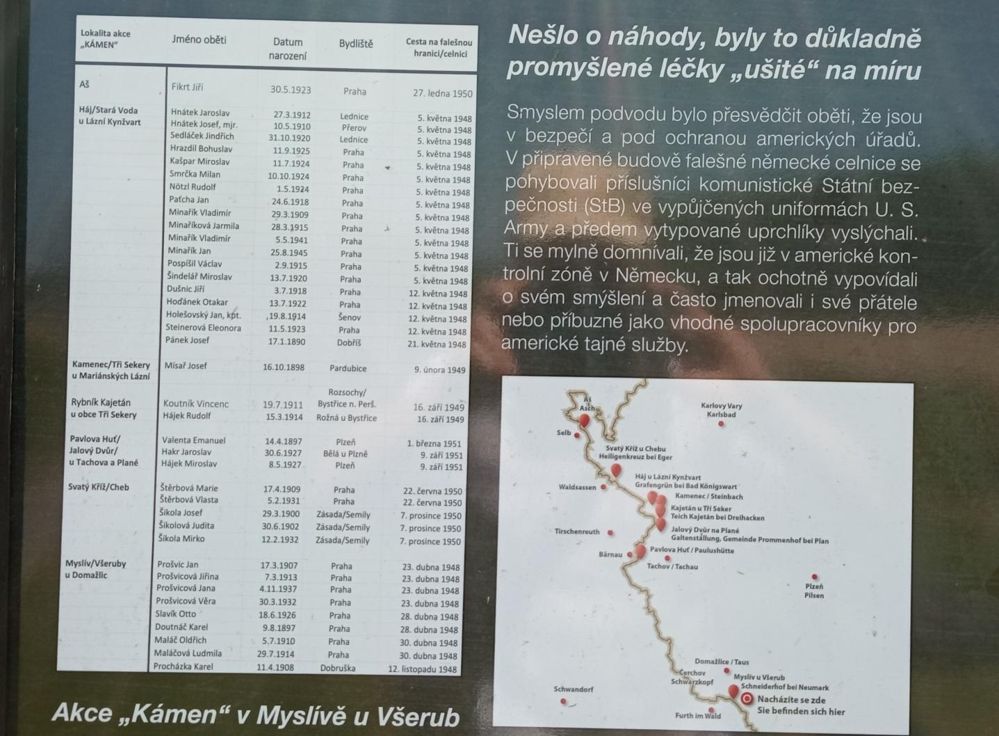 Lokalita akce „KÁMEN“ Jméno oběti Datum narození Bydliště Cesta na falešnou hranici/celnici
Aš Fikrt Jiří 30.5.1923 Praha 27. ledna 1950
Háj/Stará Voda Hnátek Jaroslav 27.3.1912 Lednice 5. května 1948
u Lázní Kynžvart Hnátek Josef, mjr. 10.5.1910 Přerov 5. května 1948
Sedláček Jindřich 31.10.1920 Lednice 5. května 1948
Hrazdil Bohuslav 11.9.1925 Praha 5. května 1948
Kašpar Miroslav 11.7.1924 Praha 5. května 1948
Smrčka Milan 10.10.1924 Praha 5. května 1948
Nötzl Rudolf 1.5.1924 Praha 5. května 1948
Paťcha Jan 24.6.1918 Praha 5. května 1948
Minařík Vladimír 29.3.1909 Praha 5. května 1948
Minaříková Jarmila 28.3.1915 Praha 5. května 1948
Minařík Vladimír 5.5.1941 Praha 5. května 1948
Minařík Jan 25.8.1945 Praha 5. května 1948
Pospíšil Václav 2.9.1915 Praha 5. května 1948
Šindelář Miroslav 13.7.1920 Praha 5. května 1948
Dušnic Jiří 3.7.1918 Praha 12. května 1948
Hoďánek Otakar 13.7.1922 Praha 12. května 1948
Holešovský Jan, kpt. 19.8.1914 Šenov 12. května 1948
Steinerová Eleonora 11.5.1923 Praha 12. května 1948
Pánek Josef 17.1.1890 Dobříš 21. května 1948
Kamenec/Tři Sekery Mísař Josef 16.10.1898 Pardubice 9. února 1949
u Mariánských Lázní
Rozsochy/
Rybník Kajetán Koutník Vincenc 19.7.1911 Bystřice n. Perš. 16. září 1949
u obce Tři Sekery Hájek Rudolf 15.3.1914 Rožná u Bystřice 16. září 1949
Pavlova Huť/ Valenta Emanuel 14.4.1897 Plzeň 1. března 1951
Jalový Dvůr/ Hakr Jaroslav 30.6.1927 Bělá u Plzně 9. září 1951
u Tachova a Plané Hájek Miroslav 8.5.1927 Plzeň 9. září 1951
Svatý Kříž/Cheb Štěrbová Marie 17.4.1909 Praha 22. června 1950
Štěrbová Vlasta 5.2.1931 Praha 22. června 1950
Šikola Josef 29.3.1900 Zásada/Semily 7. prosince 1950
Šikolová Judita 30.6.1902 Zásada/Semily 7. prosince 1950
Šikola Mirko 12.2.1932 Zásada/Semily 7. prosince 1950
Myslív/Všeruby Prošvic Jan 17.3.1907 Praha 23. dubna 1948
u Domažlic Prošvicová Jiřina 7.3.1913 Praha 23. dubna 1948
Prošvicová Jana 4.11.1937 Praha 23. dubna 1948
Prošvicová Věra 30.3.1932 Praha 23. dubna 1948
Slavík Otto 18.6.1926 Praha 28. dubna 1948
Doutnáč Karel 9.8.1897 Praha 28. dubna 1948
Maláč Oldřich 5.7.1910 Praha 30. dubna 1948
Maláčová Ludmila 29.7.1914 Praha 30. dubna 1948
Procházka Karel 11.4.1908 Dobruška 12. listopadu 1948
Akce „Kámen“ v Myslívě u Všerub
Nešlo o náhody, byly to důkladně
promyšlené léčky „ušité“ na míru
Smyslem podvodu bylo přesvědčit oběti, že jsou
v bezpečí a pod ochranou amerických úřadů.
V připravené budově falešné německé celnice se
pohybovali příslušníci komunistické Státní bez-
pečnosti (StB) ve vypůjčených uniformách U. S.
Army a předem vytypované uprchlíky vyslýchali.
Ti se mylně domnívali, že jsou již v americké kon-
trolní zóně v Německu, a tak ochotně vypovídali
o svém smýšlení a často jmenovali i své přátele
nebo příbuzné jako vhodné spolupracovníky pro
americké tajné služby.
Aš
Asch
Karlovy Vary
Karlsbad
Selb
Svatý Kříž u Chebu
Heiligenkreuz bei Eger
Háj u Lázní Kynžvart
Grafengrün bei Bad Königswart
Waldsassen
Kamenec / Steinbach
Kajetán u Tří Seker
Teich Kajetán bei Dreihacken
Tirschenreuth
Jalový Dvůr na Plané
Galtenstallung, Gemeinde Prommenhof bei Plan
Bärnau
Pavlova Huť / Paulushütte
Tachov / Tachau
Plzeň
Pilsen
Domažlice / Taus
Čerchov
Schwarzkopf
Myslív u Všerub
Schneiderhof bei Neumark
Schwandorf
Nacházíte se zde
Sie befinden sich hier
Furth im Wald